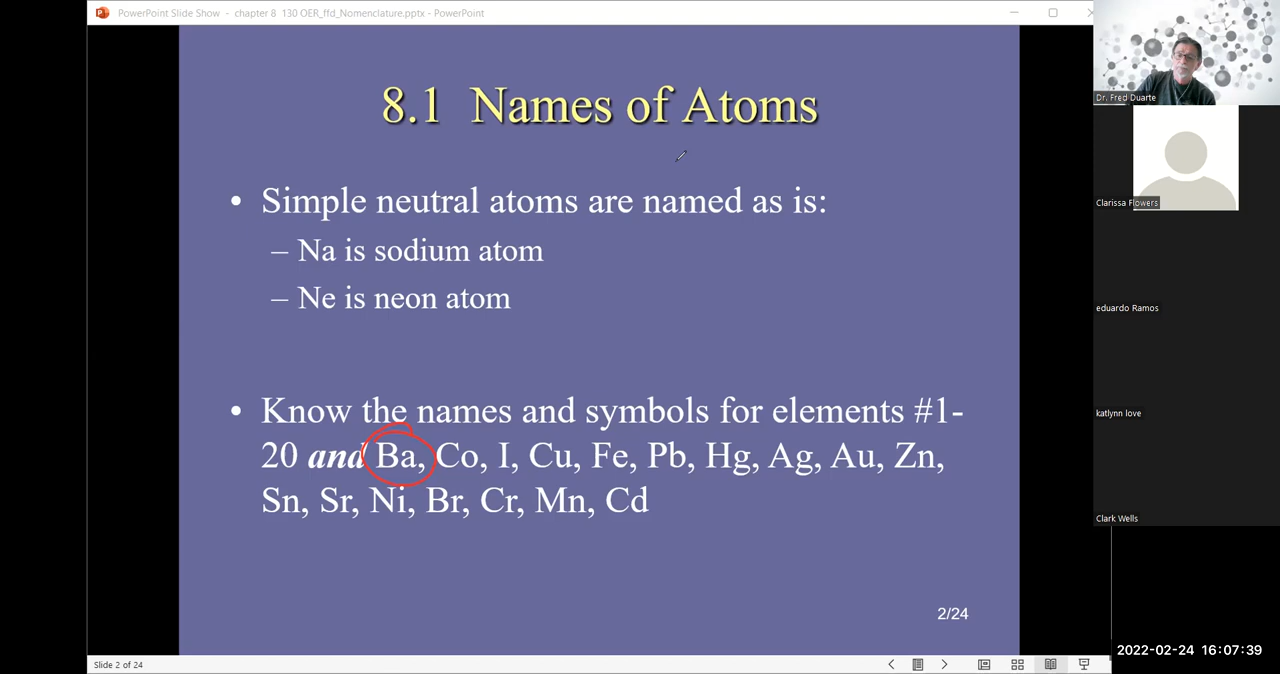 PowerPoint Slide Show - chapter 8 130 OER_ffd_Nomenclature.pptx - PowerPoint
8.1 Names of Atoms
• Simple neutral atoms are named as is:
– Na is sodium atom
– Ne is neon atom
• Know the names and symbols for elements #1-
20 and Ba, Co, I, Cu, Fe, Pb, Hg, Ag, Au, Zn,
Sn, Sr, Ni, Br, Cr, Mn, Cd
2/24
Slide 2 of 24
Dr. Fred Duarte
Clarissa Flowers
eduardo Ramos
katlynn love
Clark Wells
2022-02-24 16:07:39